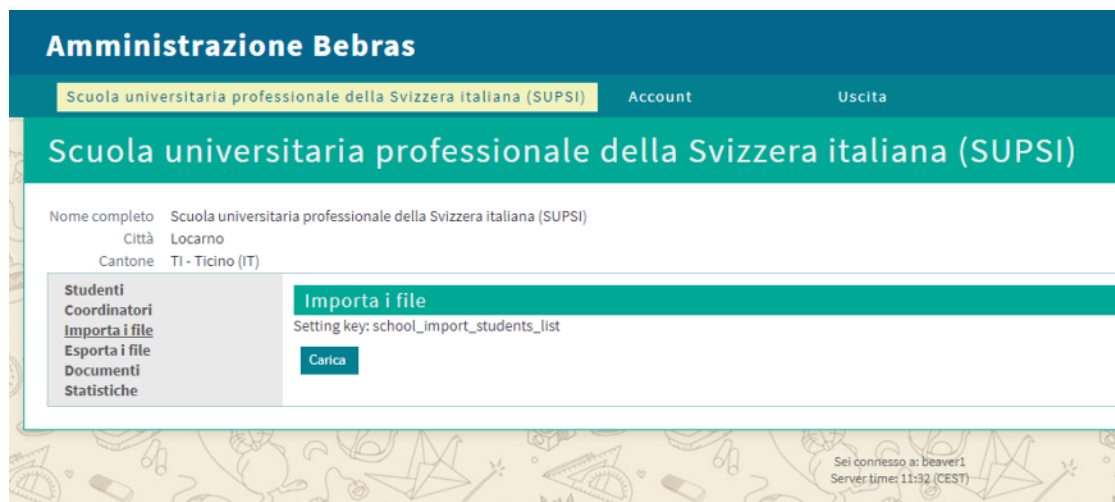 Amministrazione Bebras
Scuola universitaria professionale della Svizzera italiana (SUPSI) Account Uscita
Scuola universitaria professionale della Svizzera italiana (SUPSI)
Nome completo Scuola universitaria professionale della Svizzera italiana (SUPSI)
Città Locarno
Cantone TI - Ticino (IT)
Studenti
Coordinatori
Importa i file
Esporta i file
Documenti
Statistiche
Importa i file
Setting key: school_import_students_list
Carica
Sei connesso a: beaver1
Server time: 11:32 (CEST)